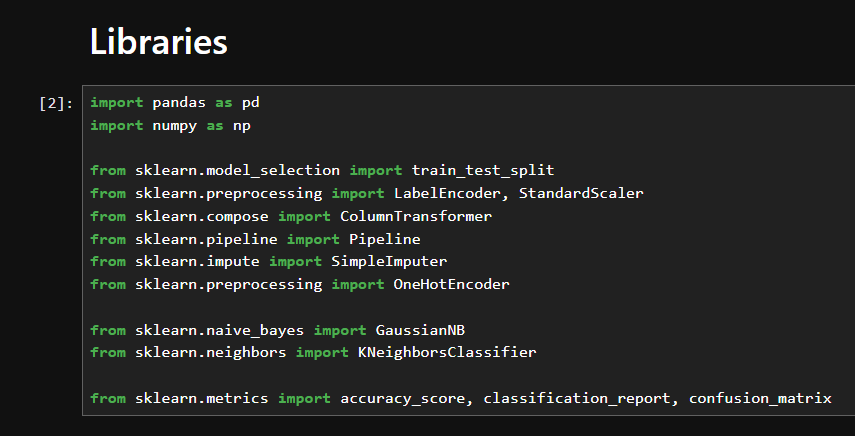 Libraries
[2]:
import pandas as pd
import numpy as np
from sklearn.model_selection import train_test_split
from sklearn.preprocessing import LabelEncoder, StandardScaler
from sklearn.compose import ColumnTransformer
from sklearn.pipeline import Pipeline
from sklearn.impute import SimpleImputer
from sklearn.preprocessing import OneHotEncoder
from sklearn.naive_bayes import GaussianNB
from sklearn.neighbors import KNeighborsClassifier
from sklearn.metrics import accuracy_score, classification_report, confusion_matrix